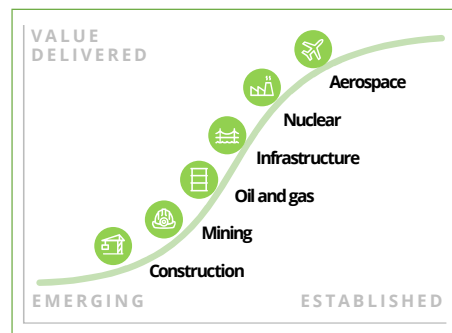 VALUE
DELIVERED
Aerospace
Nuclear
Infrastructure
Oil and gas
Mining
Construction
EMERGING
ESTABLISHED